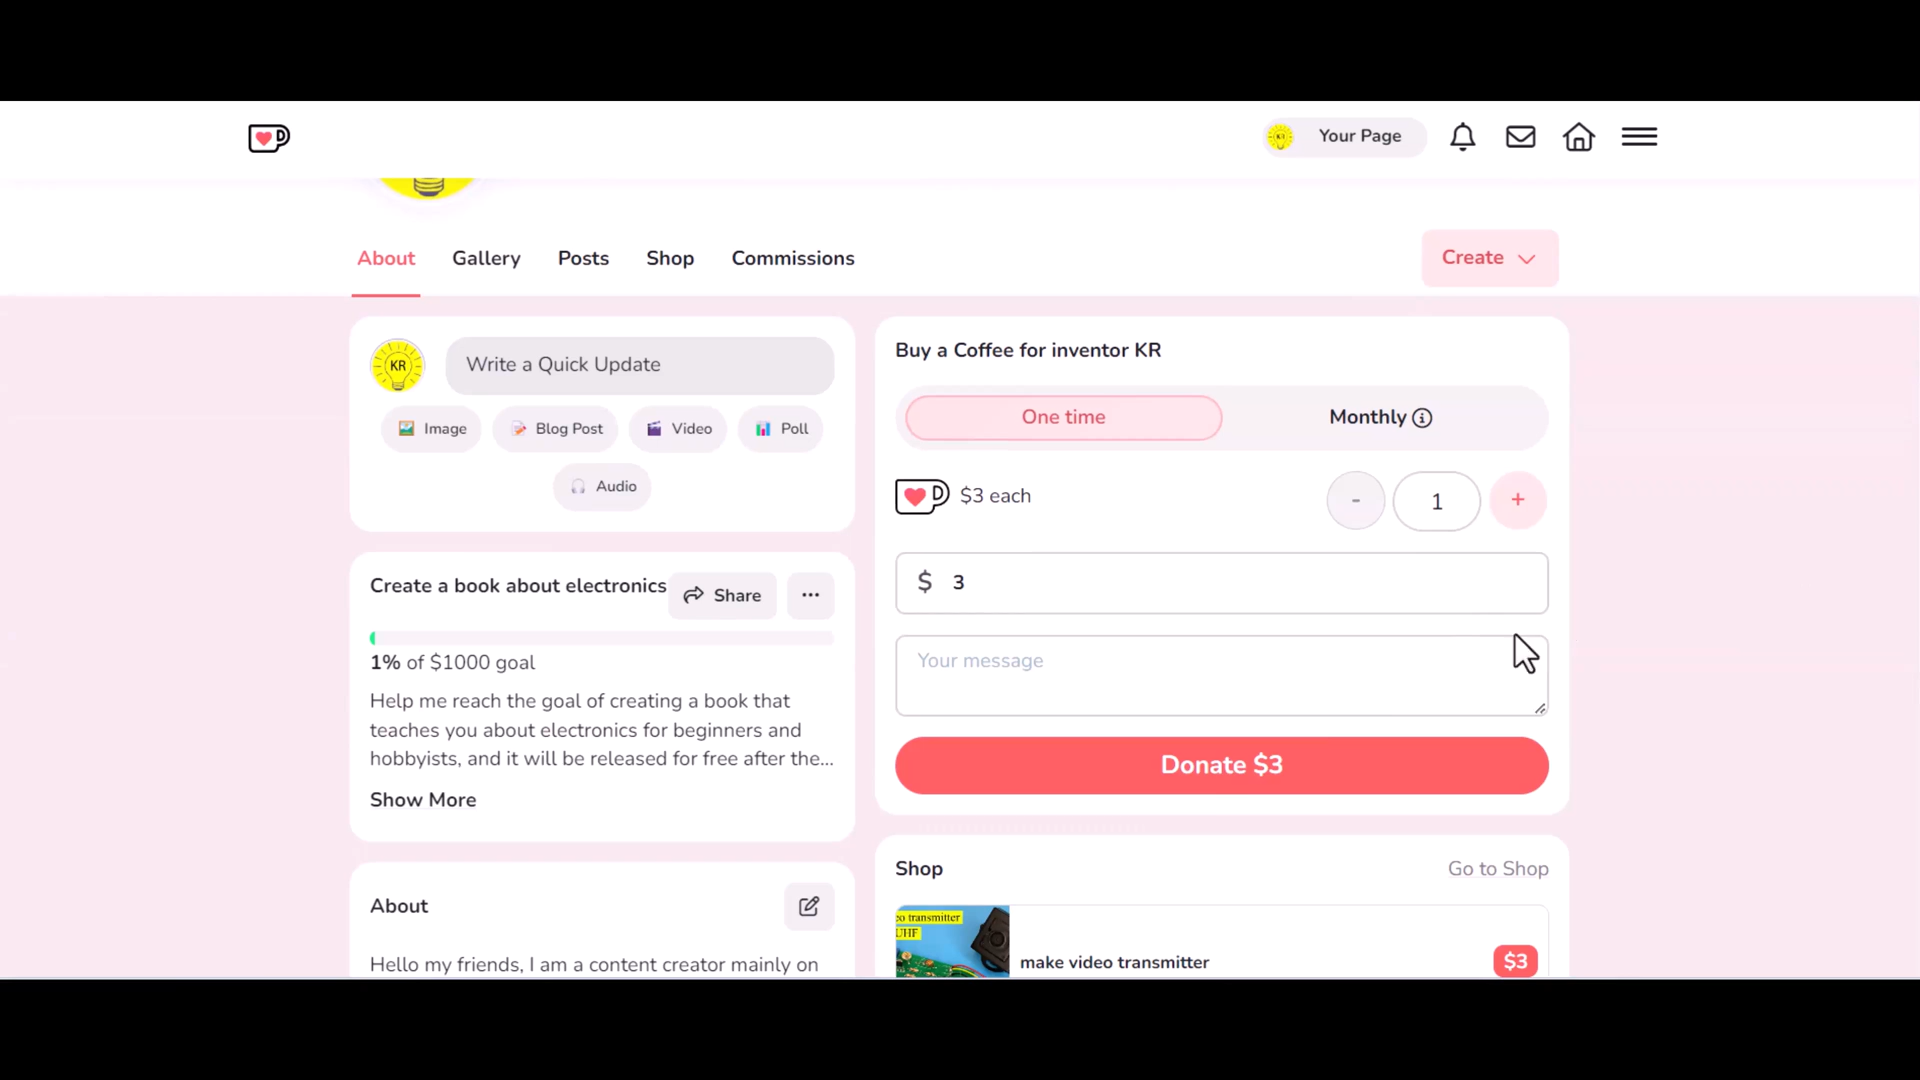 Your Page
About Gallery Posts Shop Commissions
Create
KR
Write a Quick Update
Image Blog Post Video Poll
Audio
Create a book about electronics
Share
...
1% of $1000 goal
Help me reach the goal of creating a book that
teaches you about electronics for beginners and
hobbyists, and it will be released for free after the...
Show More
About
Hello my friends, I am a content creator mainly on
Buy a Coffee for inventor KR
One time Monthly
D $3 each
- 1 +
$ 3
Your message
Donate $3
Shop Go to Shop
eo transmitter
UHF
make video transmitter $3